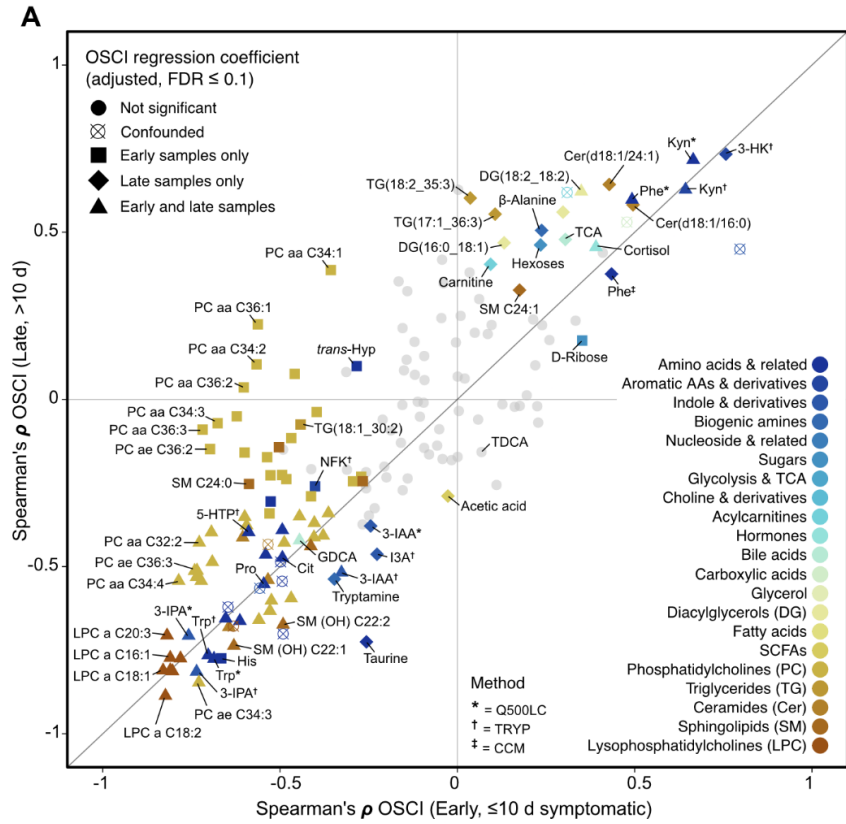 A
OSCI regression coefficient
(adjusted, FDR ≤ 0.1)
Not significant
Confounded
Early samples only
Late samples only
Early and late samples
Kyn*
3-HK†
Cer(d18:1/24:1)
DG(18:2_18:2)
TG(18:2_35:3)
Phe*
Kyn†
β-Alanine
TG(17:1_36:3)
Cer(d18:1/16:0)
TCA
DG(16:0_18:1)
Cortisol
Hexoses
Carnitine
Phe‡
SM C24:1
PC aa C34:1
PC aa C36:1
PC aa C34:2
trans-Hyp
D-Ribose
PC aa C36:2
PC aa C34:3
PC aa C36:3
TG(18:1_30:2)
PC ae C36:2
TDCA
NFK†
SM C24:0
Acetic acid
5-HTP†
3-IAA*
PC aa C32:2
GDCA
I3A†
PC ae C36:3
Cit
3-IAA†
Pro
PC aa C34:4
Tryptamine
3-IPA*
Trp†
SM (OH) C22:2
LPC a C20:3
SM (OH) C22:1
Taurine
LPC a C16:1
His
Trp*
LPC a C18:1
3-IPA†
PC ae C34:3
LPC a C18:2
Method
* = Q500LC
† = TRYP
‡ = CCM
Amino acids & related
Aromatic AAs & derivatives
Indole & derivatives
Biogenic amines
Nucleoside & related
Sugars
Glycolysis & TCA
Choline & derivatives
Acylcarnitines
Hormones
Bile acids
Carboxylic acids
Glycerol
Diacylglycerols (DG)
Fatty acids
SCFAs
Phosphatidylcholines (PC)
Triglycerides (TG)
Ceramides (Cer)
Sphingolipids (SM)
Lysophosphatidylcholines (LPC)
1
0.5
0
-0.5
-1
Spearman's ρ OSCI (Late, >10 d)
-1
-0.5
0
0.5
1
Spearman's ρ OSCI (Early, ≤10 d symptomatic)